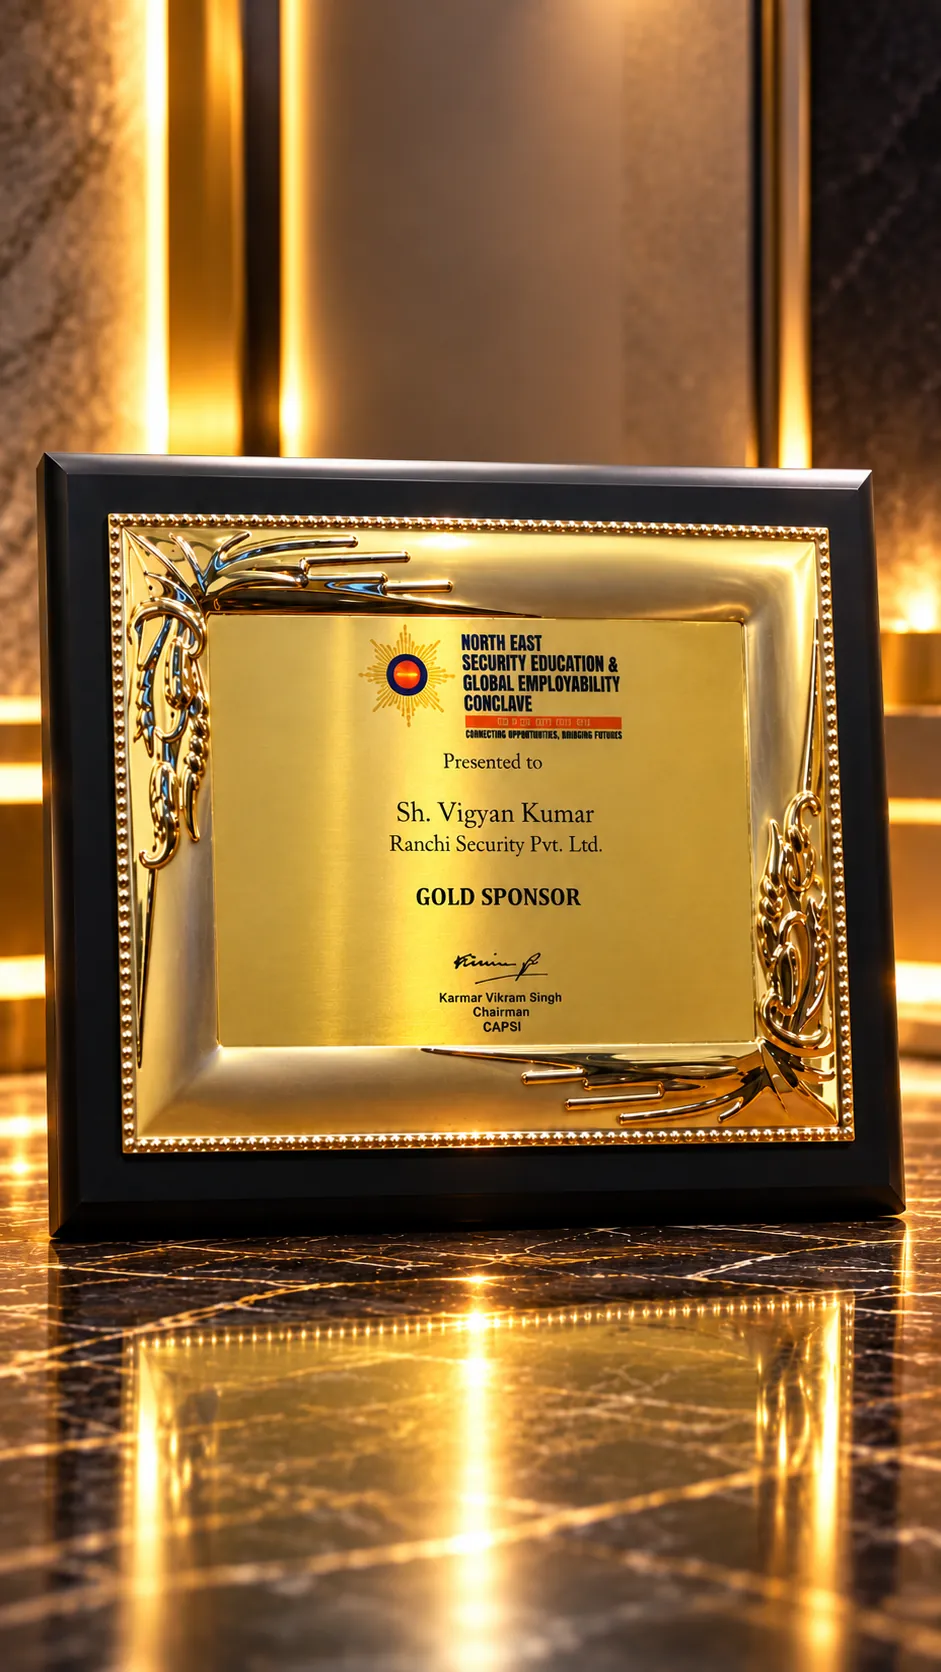 NORTH EAST
SECURITY EDUCATION &
GLOBAL EMPLOYABILITY
CONCLAVE
CONNECTING OPPORTUNITIES, BRIDGING FUTURES
Presented to
Sh. Vigyan Kumar
Ranchi Security Pvt. Ltd.
GOLD SPONSOR
Karmar Vikram Singh
Chairman
CAPSI